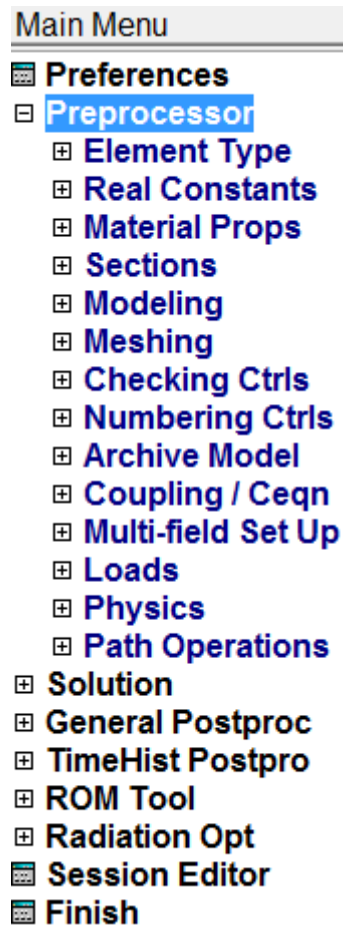 Main Menu
Preferences
Preprocessor
Element Type
Real Constants
Material Props
Sections
Modeling
Meshing
Checking Ctrls
Numbering Ctrls
Archive Model
Coupling / Ceqn
Multi-field Set Up
Loads
Physics
Path Operations
Solution
General Postproc
TimeHist Postpro
ROM Tool
Radiation Opt
Session Editor
Finish